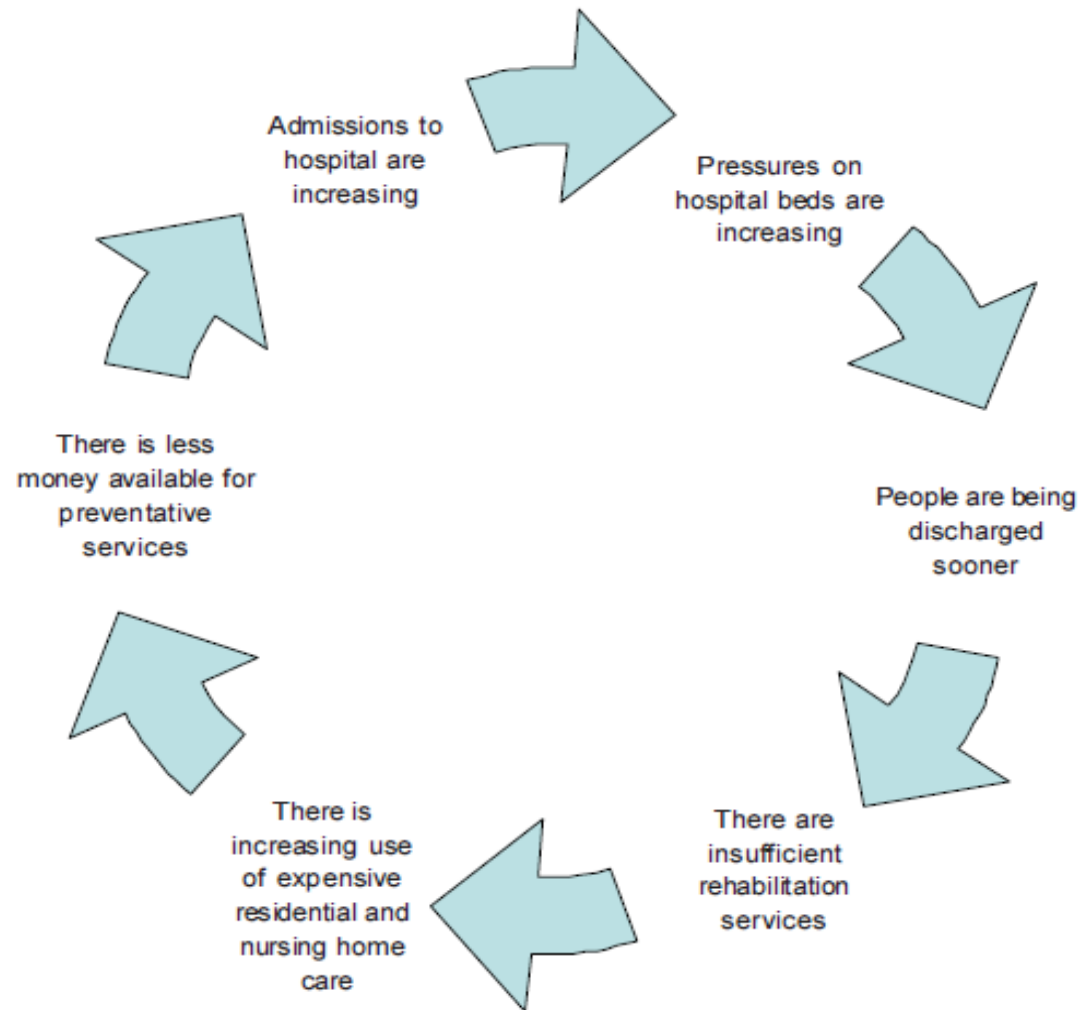 Admissions to
hospital are
increasing
Pressures on
hospital beds are
increasing
People are being
discharged
sooner
There are
insufficient
rehabilitation
services
There is
increasing use
of expensive
residential and
nursing home
care
There is less
money available for
preventative
services